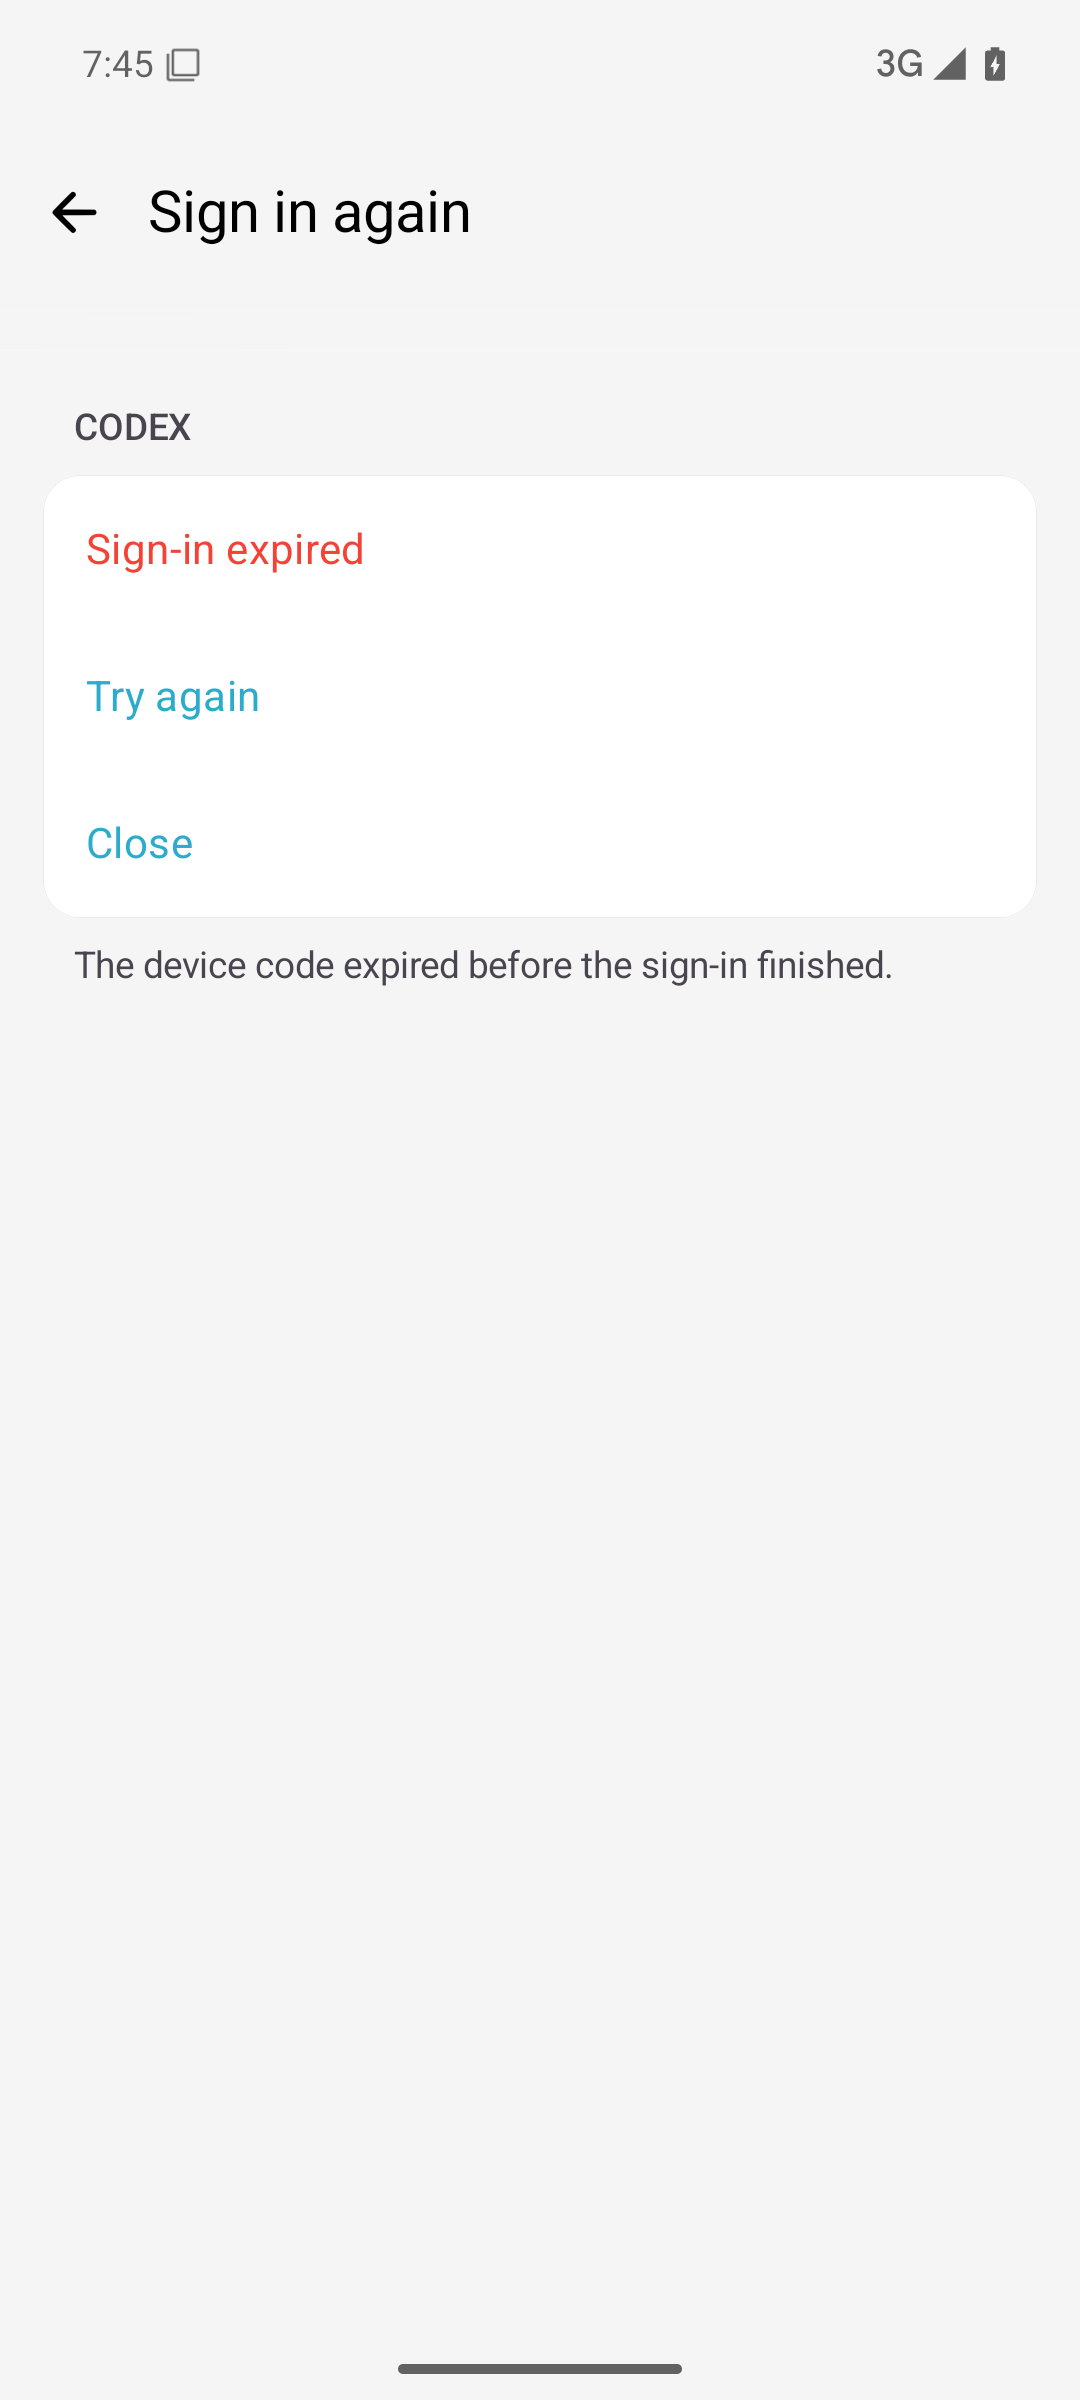 7:45
3G
Sign in again
CODEX
Sign-in expired
Try again
Close
The device code expired before the sign-in finished.